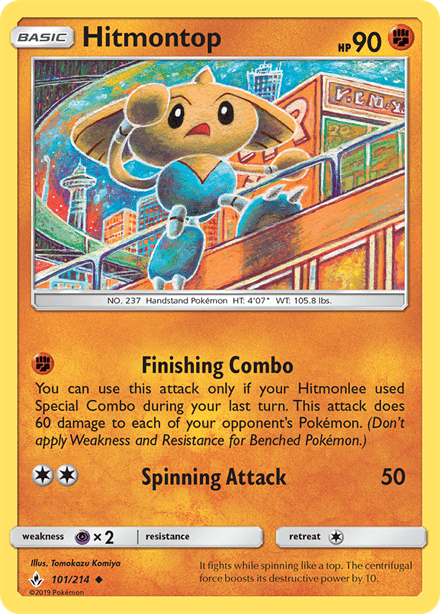 BASIC Hitmontop HP90
NO. 237 Handstand Pokémon HT: 4'07" WT: 105.8 lbs.
Finishing Combo
You can use this attack only if your Hitmonlee used
Special Combo during your last turn. This attack does
60 damage to each of your opponent's Pokémon. (Don't
apply Weakness and Resistance for Benched Pokémon.)
Spinning Attack 50
weakness ×2 resistance retreat
Illus. Tomokazu Komiya
101/214
©2019 Pokémon
It fights while spinning like a top. The centrifugal
force boosts its destructive power by 10.